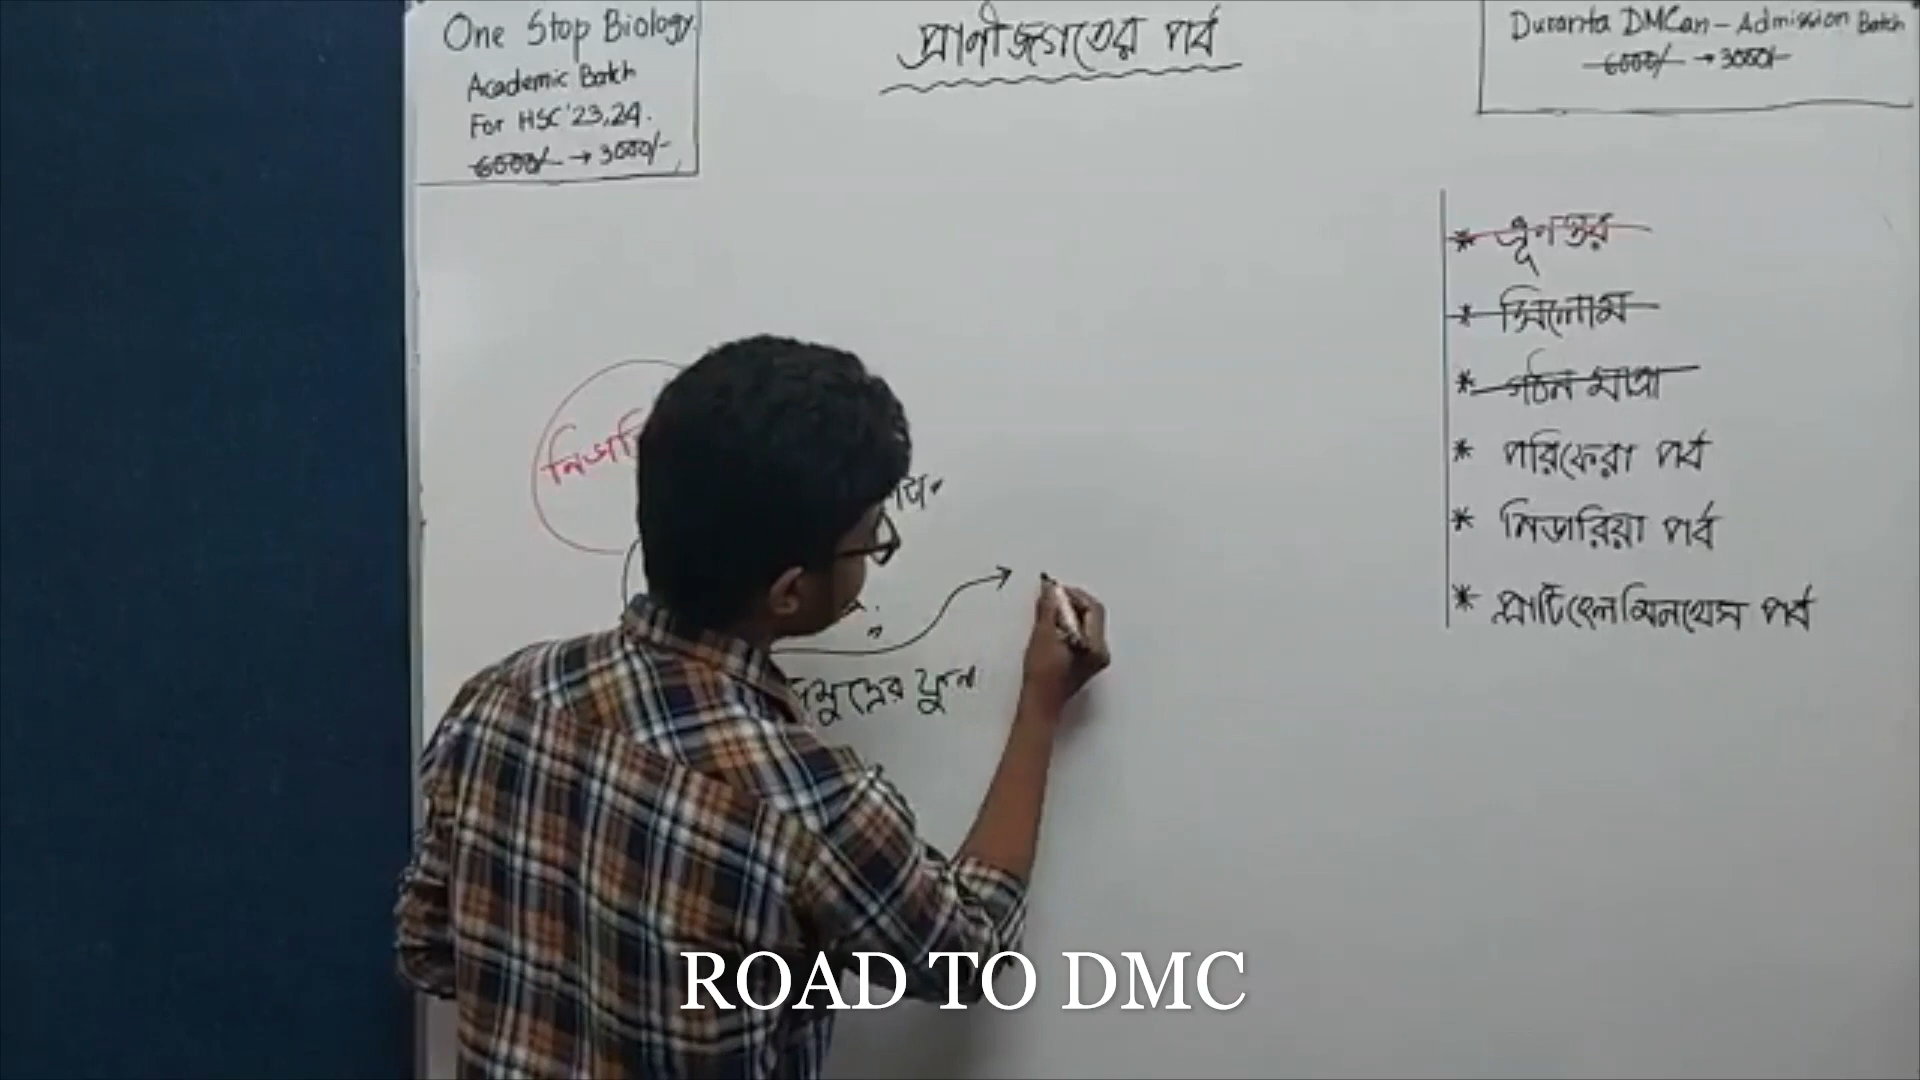 One Stop Biology
Academic Batch
For HSC '23,24.
6000/- → 3000/-
প্রাণীজগতের পর্ব
Duranta DMCan - Admission Batch
6000/- → 3000/-
* ভ্রূণস্তর
* সিলোম
* গঠন মাত্রা
* পরিফেরা পর্ব
* নিডারিয়া পর্ব
* প্লাটিহেলমিনথেস পর্ব
সমুদ্রের ফুল
ROAD TO DMC